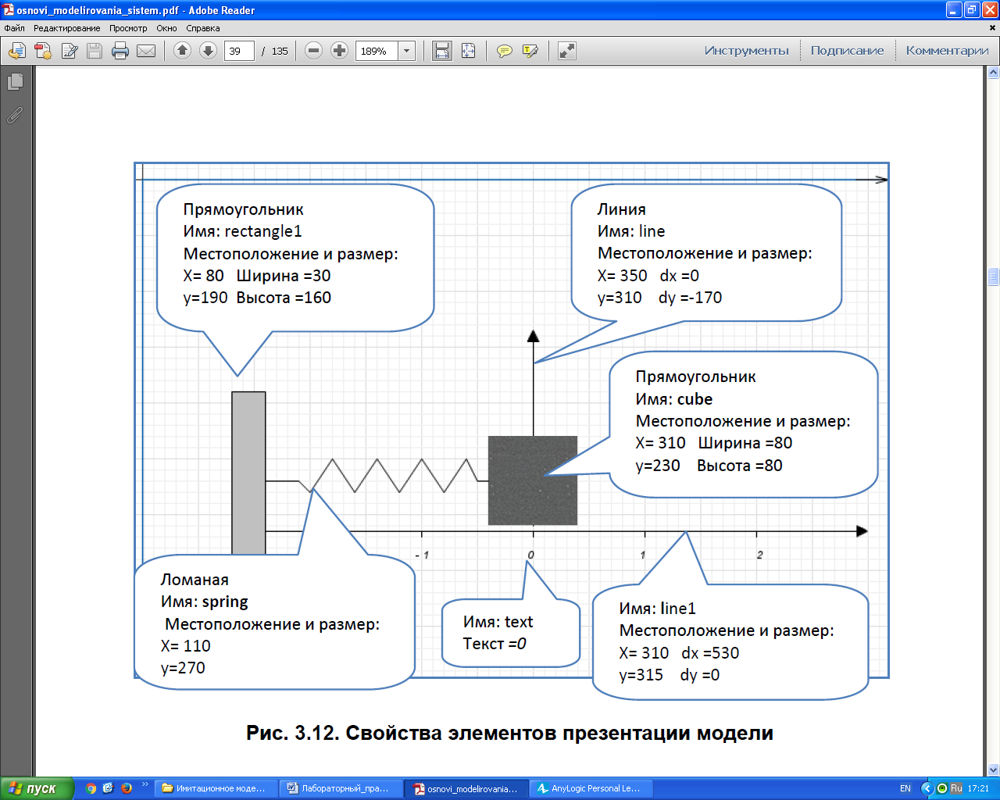 osnovi_modelirovania_sistem.pdf - Adobe Reader
Файл Редактирование Просмотр Окно Справка
39 / 135 189% Инструменты Подписание Комментарии
Прямоугольник
Имя: rectangle1
Местоположение и размер:
X= 80 Ширина =30
y=190 Высота =160
Линия
Имя: line
Местоположение и размер:
X= 350 dx =0
y=310 dy =-170
Прямоугольник
Имя: cube
Местоположение и размер:
X= 310 Ширина =80
y=230 Высота =80
- 1 0 1 2
Ломаная
Имя: spring
Местоположение и размер:
X= 110
y=270
Имя: text
Текст =0
Имя: line1
Местоположение и размер:
X= 310 dx =530
y=315 dy =0
Рис. 3.12. Свойства элементов презентации модели
пуск » Имитационное моде... Лабораторный_пра... osnovi_modelirovania... AnyLogic Personal Le... EN Ru 17:21